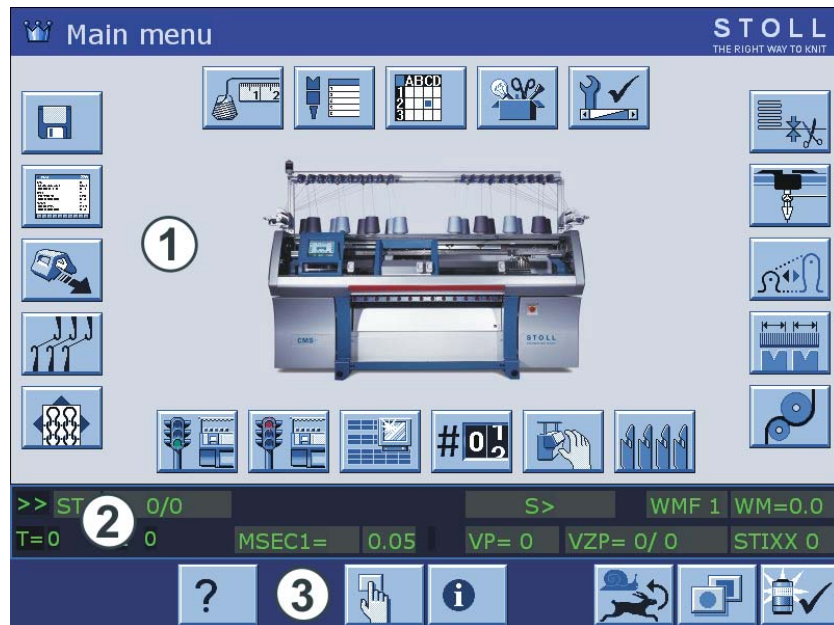 Main menu
STOLL
THE RIGHT WAY TO KNIT
1 2
ABCD
1
2
3
1
CMS
STOLL
#
>> ST 0/0 S> WMF 1 WM=0.0
2
T=0 0 MSEC1= 0.05 VP= 0 VZP= 0/ 0 STIXX 0
?
3
i